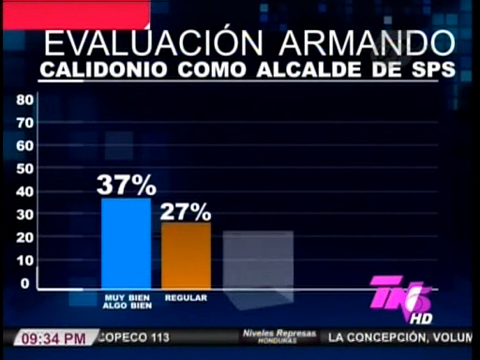 EVALUACIÓN ARMANDO
CALIDONIO COMO ALCALDE DE SPS
80
70
60
50
40
30
20
10
0
37%
27%
MUY BIEN
ALGO BIEN
REGULAR
TN5
HD
09:34 PM
COPECO 113
Niveles Represas
HONDURAS
LA CONCEPCIÓN, VOLUM